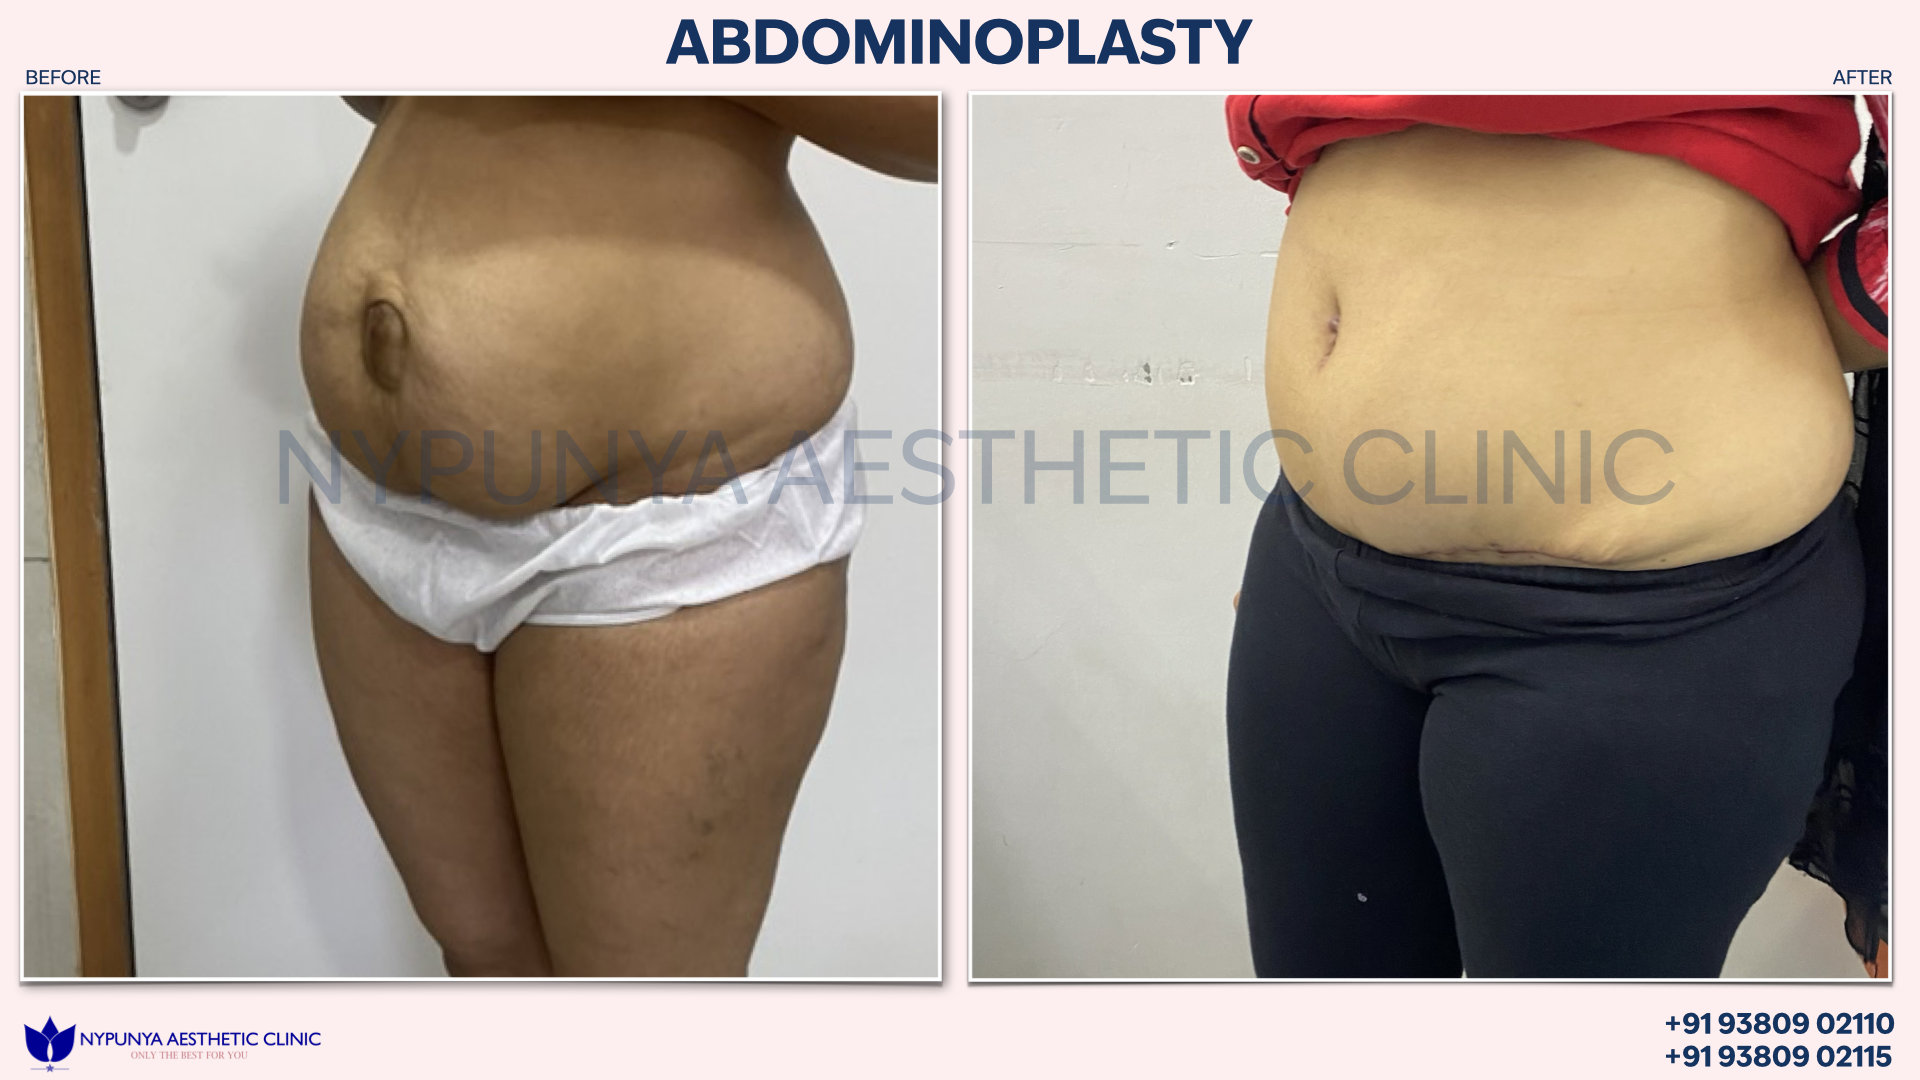 ABDOMINOPLASTY
BEFORE
AFTER
NYPUNYA AESTHETIC CLINIC
NYPUNYA AESTHETIC CLINIC
ONLY THE BEST FOR YOU
+91 93809 02110
+91 93809 02115